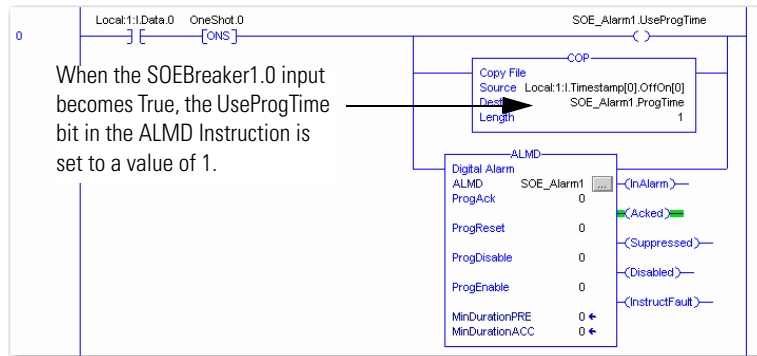 Local:1:I.Data.0 OneShot.0 SOE_Alarm1.UseProgTime
0
ONS
COP
Copy File
Source Local:1:I.Timestamp[0].OffOn[0]
Dest SOE_Alarm1.ProgTime
Length 1
When the SOEBreaker1.0 input
becomes True, the UseProgTime
bit in the ALMD Instruction is
set to a value of 1.
ALMD
Digital Alarm
ALMD SOE_Alarm1 ...
ProgAck 0
ProgReset 0
ProgDisable 0
ProgEnable 0
MinDurationPRE 0
MinDurationACC 0
InAlarm
Acked
Suppressed
Disabled
InstructFault